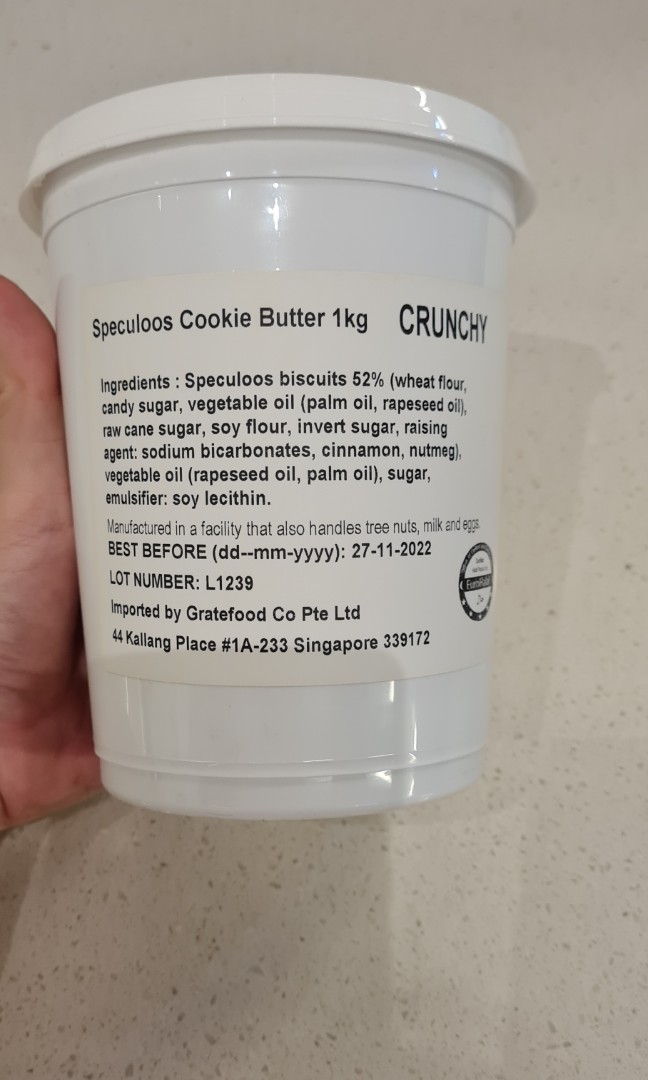 Speculoos Cookie Butter 1kg CRUNCHY
Ingredients : Speculoos biscuits 52% (wheat flour,
candy sugar, vegetable oil (palm oil, rapeseed oil),
raw cane sugar, soy flour, invert sugar, raising
agent: sodium bicarbonates, cinnamon, nutmeg),
vegetable oil (rapeseed oil, palm oil), sugar,
emulsifier: soy lecithin.
Manufactured in a facility that also handles tree nuts, milk and eggs.
BEST BEFORE (dd--mm-yyyy): 27-11-2022
LOT NUMBER: L1239
Imported by Gratefood Co Pte Ltd
44 Kallang Place #1A-233 Singapore 339172